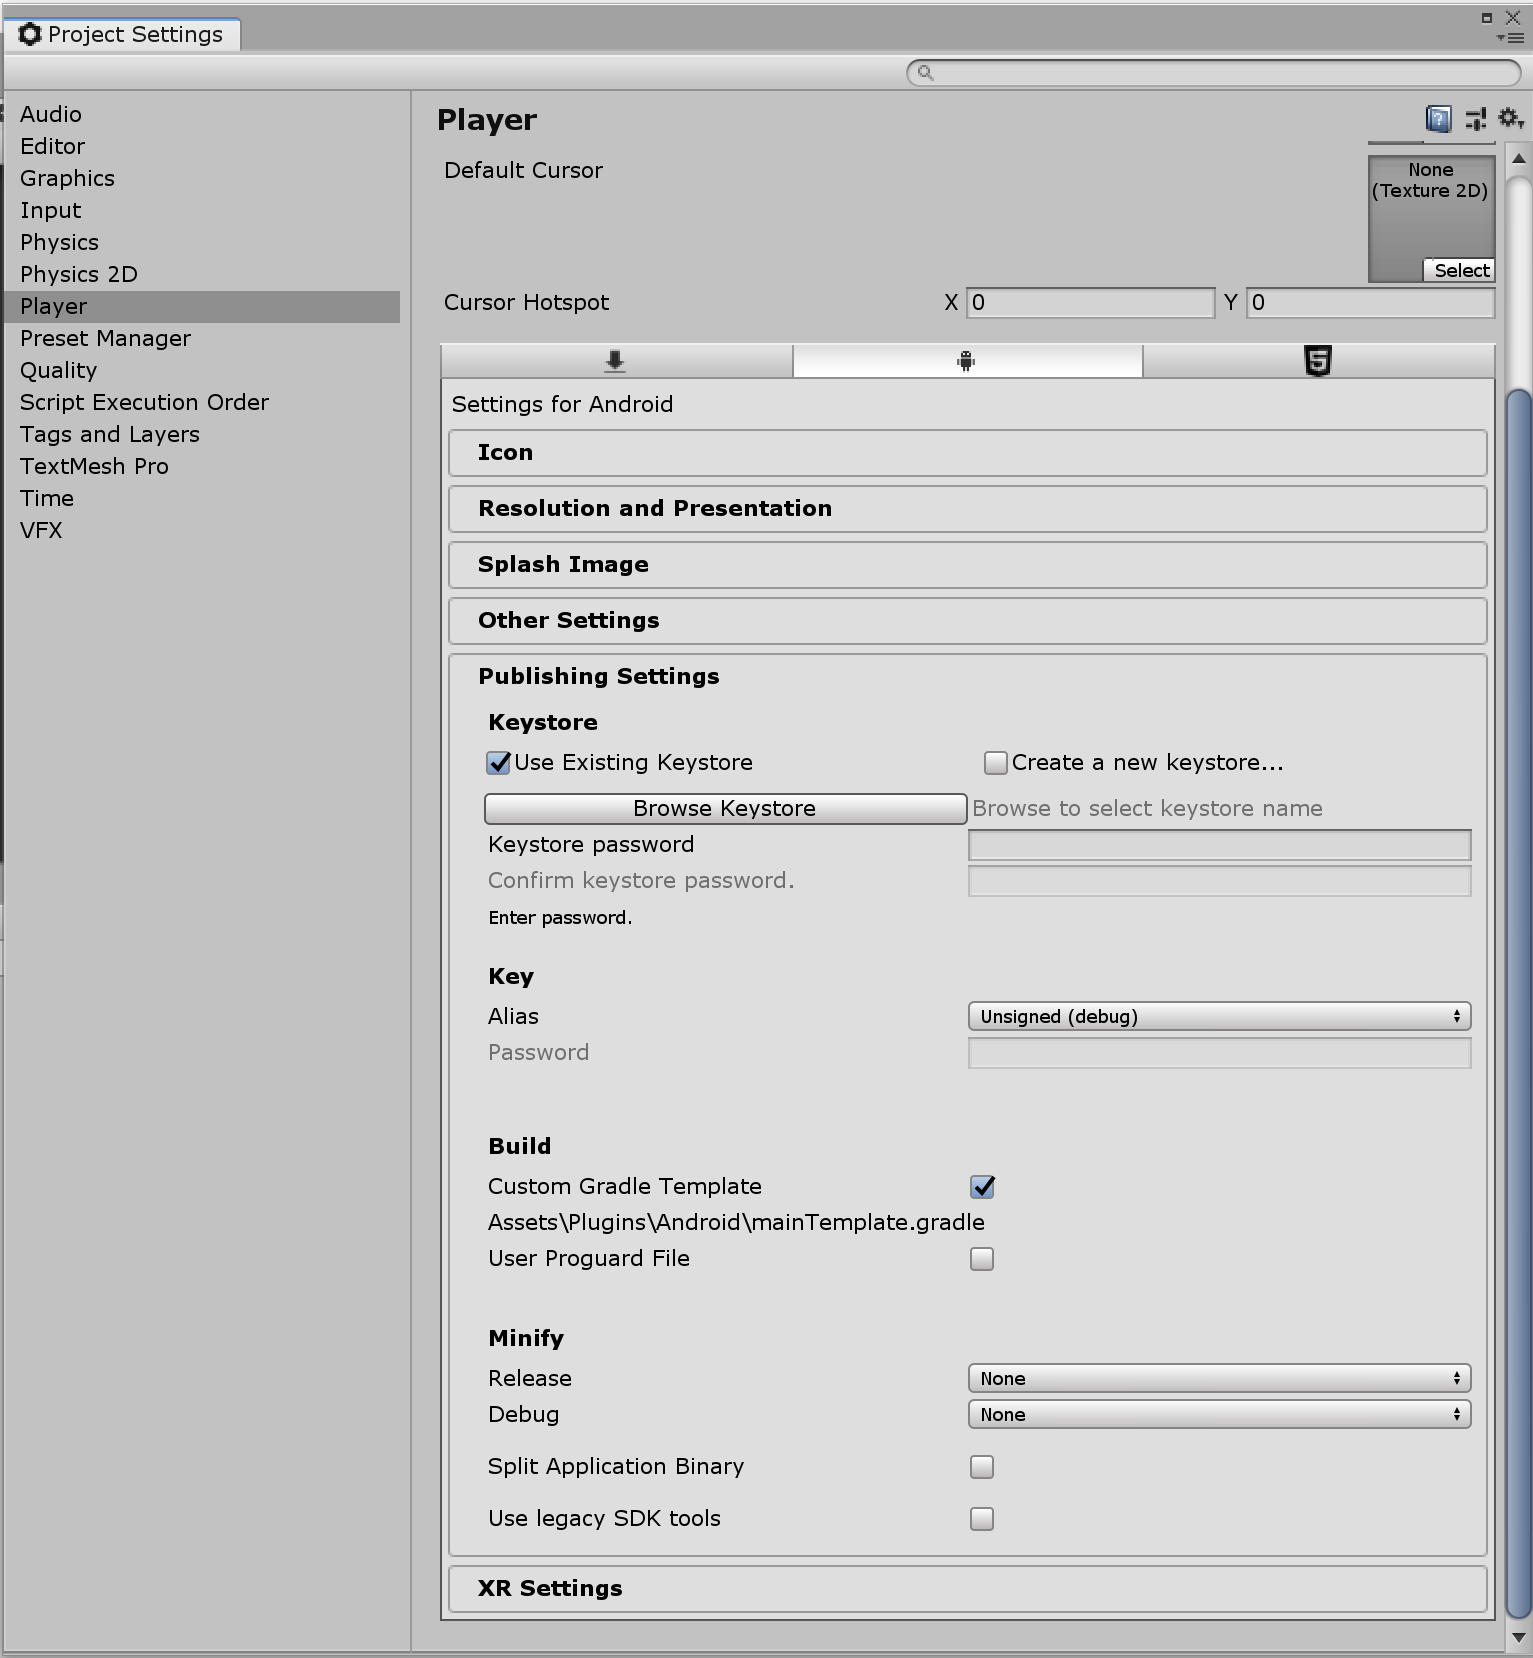 Project Settings
Audio
Editor
Graphics
Input
Physics
Physics 2D
Player
Preset Manager
Quality
Script Execution Order
Tags and Layers
TextMesh Pro
Time
VFX
Player
Default Cursor
None
(Texture 2D)
Select
Cursor Hotspot X 0 Y 0
Settings for Android
Icon
Resolution and Presentation
Splash Image
Other Settings
Publishing Settings
Keystore
Use Existing Keystore Create a new keystore...
Browse Keystore Browse to select keystore name
Keystore password
Confirm keystore password.
Enter password.
Key
Alias Unsigned (debug)
Password
Build
Custom Gradle Template
Assets\Plugins\Android\mainTemplate.gradle
User Proguard File
Minify
Release None
Debug None
Split Application Binary
Use legacy SDK tools
XR Settings